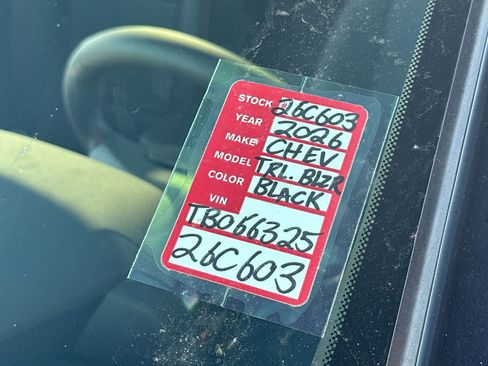 STOCK 26C603
YEAR 2026
MAKE CHEV
MODEL TRL. BLZR
COLOR BLACK
VIN
TB066325
26C603